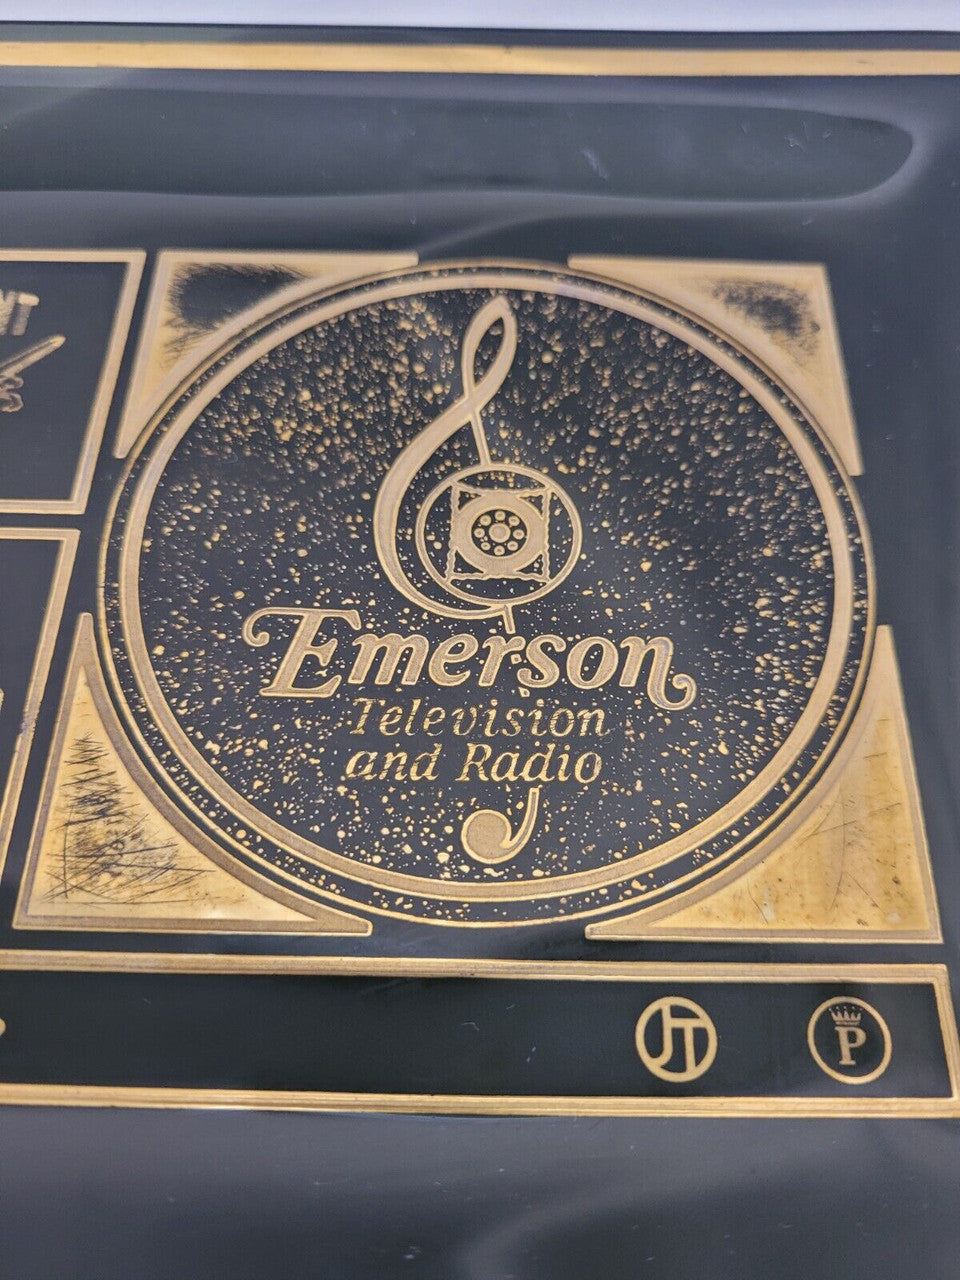 Emerson
Television
and Radio
JT
P